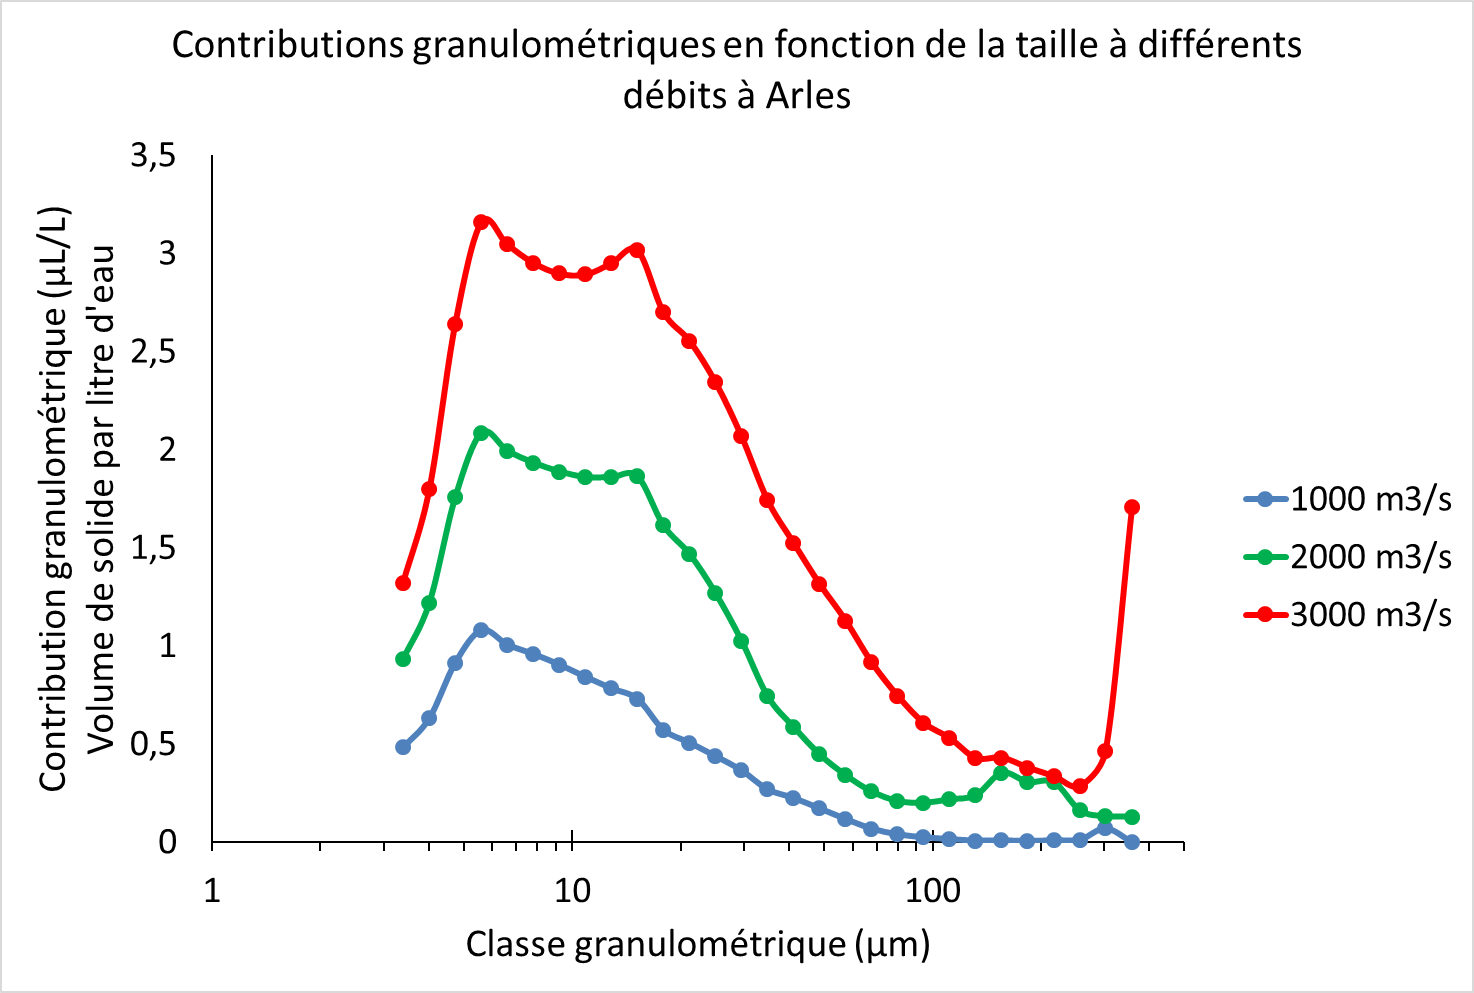 Contributions granulométriques en fonction de la taille à différents
débits à Arles
Contribution granulométrique (µL/L)
Volume de solide par litre d'eau
3,5
3
2,5
2
1,5
1
0,5
0
1
10
100
Classe granulométrique (µm)
1000 m3/s
2000 m3/s
3000 m3/s